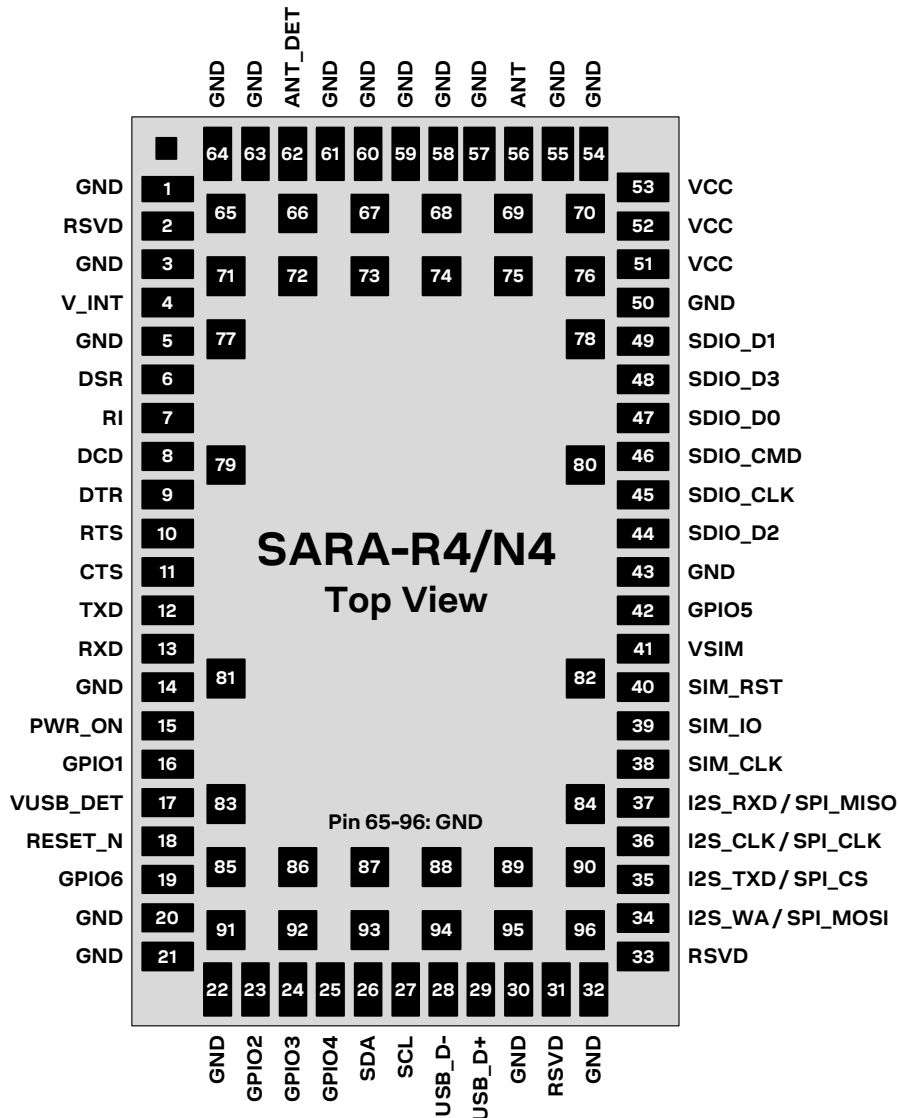 GND GND ANT_DET GND GND GND GND GND ANT GND GND
64 63 62 61 60 59 58 57 56 55 54
GND 1 53 VCC
65 66 67 68 69 70
RSVD 2 52 VCC
GND 3 51 VCC
71 72 73 74 75 76
V_INT 4 50 GND
GND 5 77 78 49 SDIO_D1
DSR 6 48 SDIO_D3
RI 7 47 SDIO_D0
DCD 8 79 80 46 SDIO_CMD
DTR 9 45 SDIO_CLK
RTS 10 44 SDIO_D2
SARA-R4/N4
CTS 11 43 GND
Top View
TXD 12 42 GPIO5
RXD 13 41 VSIM
GND 14 81 82 40 SIM_RST
PWR_ON 15 39 SIM_IO
GPIO1 16 38 SIM_CLK
VUSB_DET 17 83 84 37 I2S_RXD / SPI_MISO
Pin 65-96: GND
RESET_N 18 36 I2S_CLK / SPI_CLK
85 86 87 88 89 90
GPIO6 19 35 I2S_TXD / SPI_CS
GND 20 34 I2S_WA / SPI_MOSI
91 92 93 94 95 96
GND 21 33 RSVD
22 23 24 25 26 27 28 29 30 31 32
GND GPIO2 GPIO3 GPIO4 SDA SCL USB_D- USB_D+ GND RSVD GND